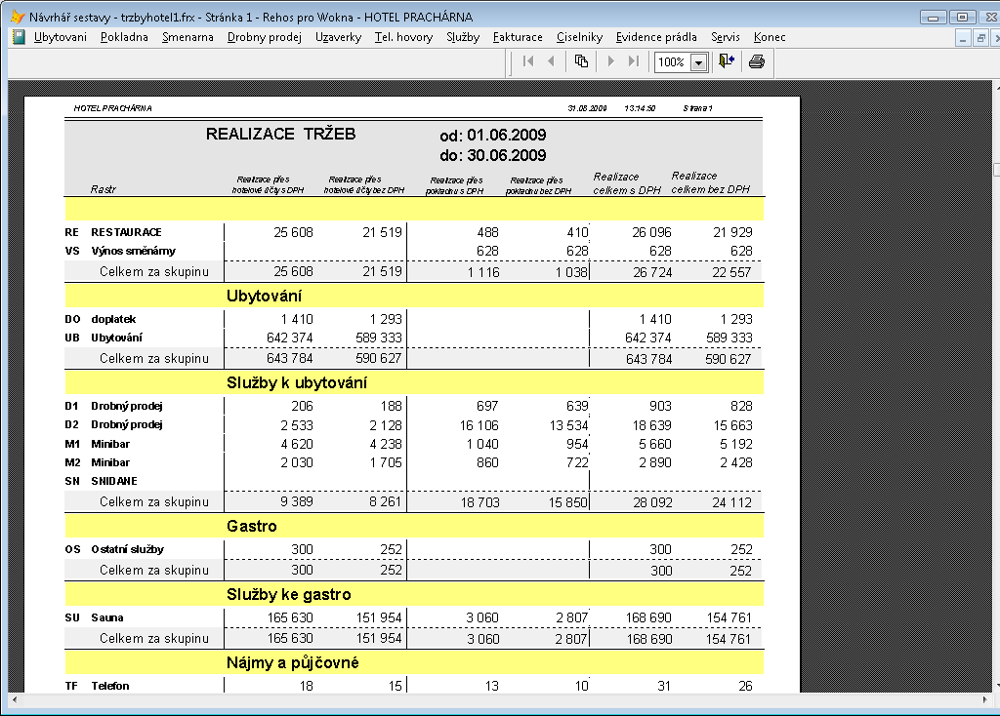 Návrhář sestavy - trzbyhotel1.frx - Stránka 1 - Rehos pro Wokna - HOTEL PRACHÁRNA
Ubytovani Pokladna Smenarna Drobny prodej Uzaverky Tel. hovory Služby Fakturace Ciselniky Evidence prádla Servis Konec
100%
HOTEL PRACHÁRNA 31.08.2009 13:14:50 Strana 1
REALIZACE TRŽEB od: 01.06.2009
do: 30.06.2009
Rastr Realizace přes hotelové účty s DPH Realizace přes hotelové účty bez DPH Realizace přes pokladnu s DPH Realizace přes pokladnu bez DPH Realizace celkem s DPH Realizace celkem bez DPH
RE RESTAURACE 25 608 21 519 488 410 26 096 21 929
VS Výnos směnárny 628 628 628 628
Celkem za skupinu 25 608 21 519 1 116 1 038 26 724 22 557
Ubytování
DO doplatek 1 410 1 293 1 410 1 293
UB Ubytování 642 374 589 333 642 374 589 333
Celkem za skupinu 643 784 590 627 643 784 590 627
Služby k ubytování
D1 Drobný prodej 206 188 697 639 903 828
D2 Drobný prodej 2 533 2 128 16 106 13 534 18 639 15 663
M1 Minibar 4 620 4 238 1 040 954 5 660 5 192
M2 Minibar 2 030 1 705 860 722 2 890 2 428
SN SNIDANE
Celkem za skupinu 9 389 8 261 18 703 15 850 28 092 24 112
Gastro
OS Ostatní služby 300 252 300 252
Celkem za skupinu 300 252 300 252
Služby ke gastro
SU Sauna 165 630 151 954 3 060 2 807 168 690 154 761
Celkem za skupinu 165 630 151 954 3 060 2 807 168 690 154 761
Nájmy a půjčovné
TF Telefon 18 15 13 10 31 26